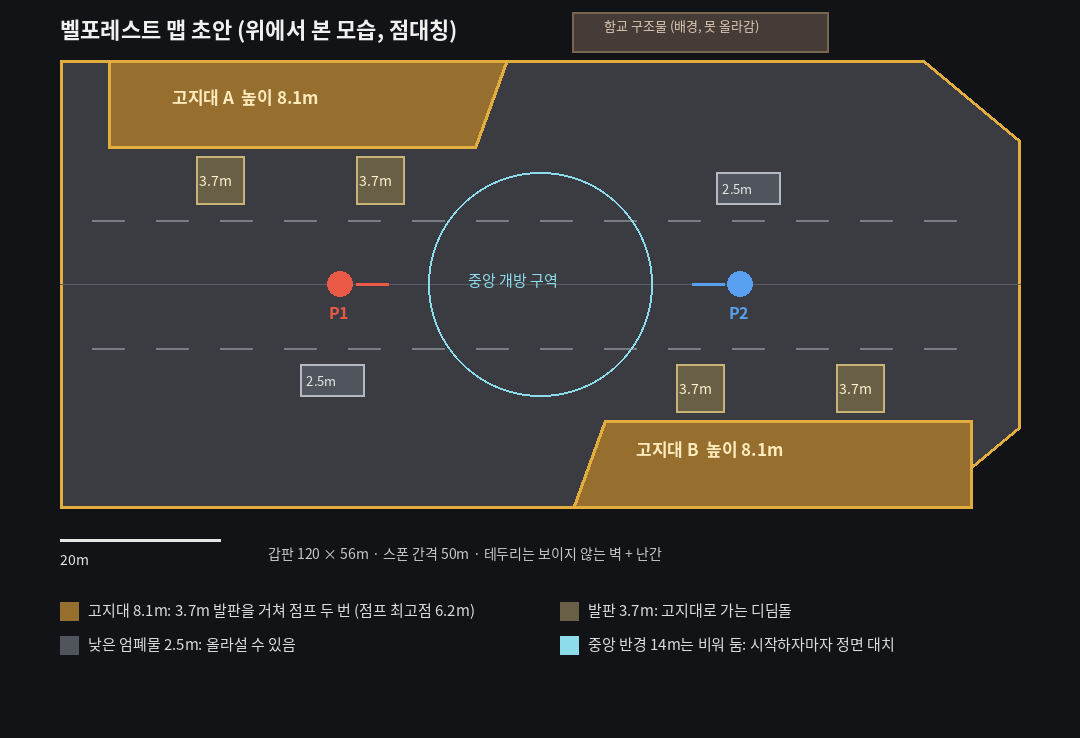 벨포레스트 맵 초안 (위에서 본 모습, 점대칭)
함교 구조물 (배경, 못 올라감)
고지대 A 높이 8.1m
3.7m
3.7m
2.5m
중앙 개방 구역
P1
P2
2.5m
3.7m
3.7m
고지대 B 높이 8.1m
20m
갑판 120 × 56m · 스폰 간격 50m · 테두리는 보이지 않는 벽 + 난간
고지대 8.1m: 3.7m 발판을 거쳐 점프 두 번 (점프 최고점 6.2m)
발판 3.7m: 고지대로 가는 디딤돌
낮은 엄폐물 2.5m: 올라설 수 있음
중앙 반경 14m는 비워 둠: 시작하자마자 정면 대치